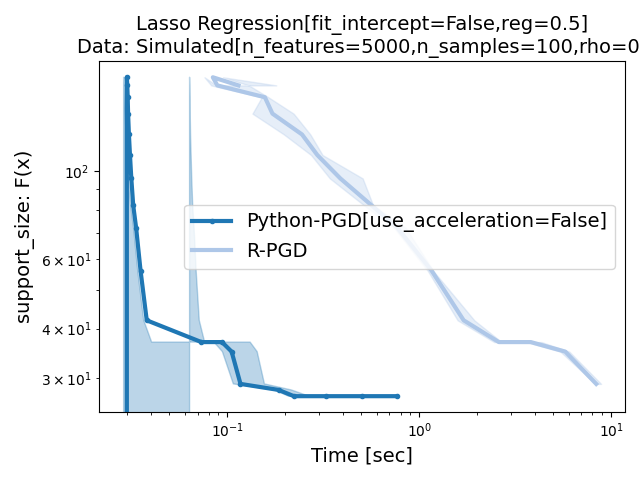 Lasso Regression[fit_intercept=False,reg=0.5]
Data: Simulated[n_features=5000,n_samples=100,rho=0
support_size: F(x)
10²
6 × 10¹
4 × 10¹
3 × 10¹
Python-PGD[use_acceleration=False]
R-PGD
10⁻¹ 10⁰ 10¹
Time [sec]